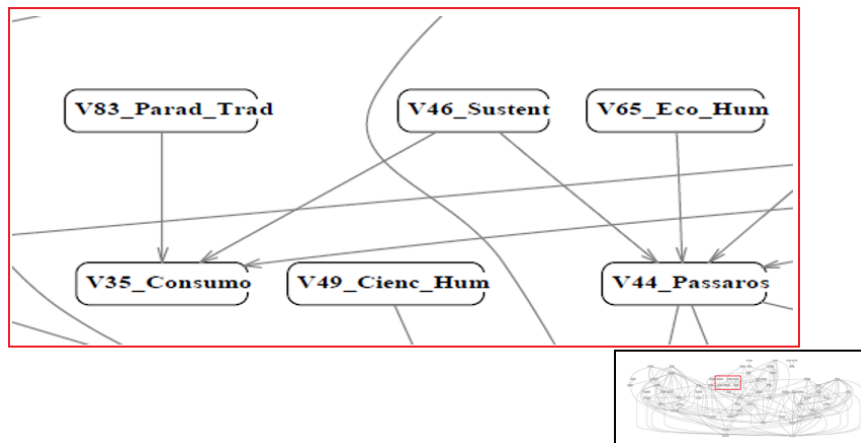 V83_Parad_Trad
V46_Sustent
V65_Eco_Hum
V35_Consumo
V49_Cienc_Hum
V44_Passaros